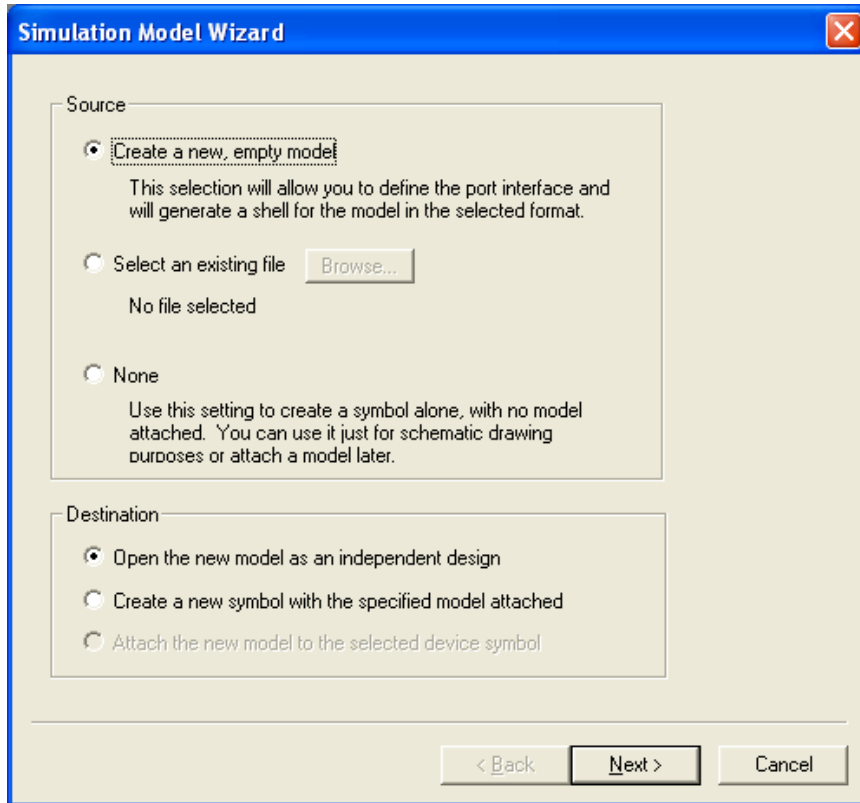 Simulation Model Wizard
Source
Create a new, empty model
This selection will allow you to define the port interface and
will generate a shell for the model in the selected format.
Select an existing file
Browse...
No file selected
None
Use this setting to create a symbol alone, with no model
attached. You can use it just for schematic drawing
purposes or attach a model later.
Destination
Open the new model as an independent design
Create a new symbol with the specified model attached
Attach the new model to the selected device symbol
< Back
Next >
Cancel